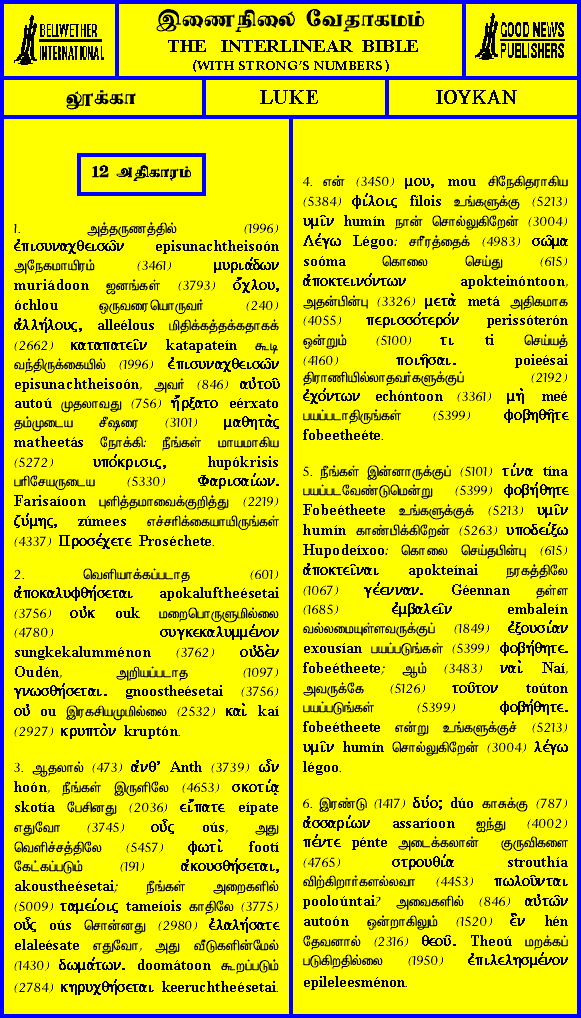 BELLWETHER
INTERNATIONAL
இணைநிலை வேதாகமம்
THE INTERLINEAR BIBLE
(WITH STRONG'S NUMBERS)
GOOD NEWS
PUBLISHERS
லூக்கா
LUKE
ΙΟΥΚΑΝ
12 அதிகாரம்
1. அத்தருணத்தில் (1996)
ἐπισυναχθεισῶν episunachtheisoón
அநேகமாயிரம் (3461) μυριάδων
muriádoon ஜனங்கள் (3793) ὄχλου,
óchlou ஒருவரையொருவர் (240)
ἀλλήλους, alleélous மிதிக்கத்தக்கதாகக்
(2662) καταπατεῖν katapatein கூடி
வந்திருக்கையில் (1996) ἐπισυναχθεισῶν
episunachtheisoón, அவர் (846) αὐτοῦ
autoú முதலாவது (756) ἤρξατο eérxato
தம்முடைய சீஷரை (3101) μαθητὰς
matheetás நோக்கி: நீங்கள் மாயமாகிய
(5272) υπόκρισις, hupókrisis
பரிசேயருடைய (5330) Φαρισαίων.
Farisaíoon புளித்தமாவைக்குறித்து (2219)
ζύμης, zúmees எச்சரிக்கையாயிருங்கள்
(4337) Προσέχετε Proséchete.
2. வெளியாக்கப்படாத (601)
ἀποκαλυφθήσεται apokaluftheésetai
(3756) οὐκ ouk மறைபொருளுமில்லை
(4780) συγκεκαλυμμένον
sungkekalumménon (3762) οὐδὲν
Oudén, அறியப்படாத (1097)
γνωσθήσεται. gnoostheésetai (3756)
οὐ ou இரகசியமுமில்லை (2532) καὶ kaí
(2927) κρυπτὸν kruptón.
3. ஆதலால் (473) ἀνθ' Anth (3739) ὧν
hoón, நீங்கள் இருளிலே (4653) σκοτίᾳ
skotía பேசினது (2036) εἴπατε eípate
எதுவோ (3745) οὓς oús, அது
வெளிச்சத்திலே (5457) φωτὶ footí
கேட்கப்படும் (191) ἀκουσθήσεται,
akoustheésetai; நீங்கள் அறைகளில்
(5009) ταμείοις tameíois காதிலே (3775)
οὖς oús சொன்னது (2980) ἐλαλήσατε
elaleésate எதுவோ, அது வீடுகளின்மேல்
(1430) δωμάτων. doomátoon கூறப்படும்
(2784) κηρυχθήσεται keeruchtheésetai.
4. என் (3450) μου, mou சிநேகிதராகிய
(5384) φίλοις fílois உங்களுக்கு (5213)
υμῖν humín நான் சொல்லுகிறேன் (3004)
Λέγω Légoo: சரீரத்தைக் (4983) σῶμα
soóma கொலை செய்து (615)
ἀποκτεινόντων apokteinóntoon,
அதன்பின்பு (3326) μετὰ metá அதிகமாக
(4055) περισσότερόν perissóterón
ஒன்றும் (5100) τι ti செய்யத்
(4160) ποιῆσαι. poieésai
திராணியில்லாதவர்களுக்குப் (2192)
ἐχόντων echóntoon (3361) μὴ meé
பயப்படாதிருங்கள் (5399) φοβηθῆτε
fobeetheéte.
5. நீங்கள் இன்னாருக்குப் (5101) τίνα tína
பயப்படவேண்டுமென்று (5399) φοβήθητε
Fobeétheete உங்களுக்குக் (5213) υμῖν
humín காண்பிக்கிறேன் (5263) υποδείξω
Hupodeíxoo: கொலை செய்தபின்பு (615)
ἀποκτεῖναι apokteínai நரகத்திலே
(1067) γέενναν. Géennan தள்ள
(1685) ἐμβαλεῖν embaleín
வல்லமையுள்ளவருக்குப் (1849) ἐξουσίαν
exousían பயப்படுங்கள் (5399) φοβήθητε.
fobeétheete; ஆம் (3483) ναὶ Naí,
அவருக்கே (5126) τοῦτον toúton
பயப்படுங்கள் (5399) φοβήθητε.
fobeétheete என்று உங்களுக்குச் (5213)
υμῖν humín சொல்லுகிறேன் (3004) λέγω
légoo.
6. இரண்டு (1417) δύο; dúo காசுக்கு (787)
ἀσσαρίων assaríoon ஐந்து (4002)
πέντε pénte அடைக்கலான் குருவிகளை
(4765) στρουθία strouthía
விற்கிறார்களல்லவா (4453) πωλοῦνται
pooloúntai? அவைகளில் (846) αὐτῶν
autoón ஒன்றாகிலும் (1520) ἓν hén
தேவனால் (2316) θεοῦ. Theoú மறக்கப்
படுகிறதில்லை (1950) ἐπιλελησμένον
epileleesménon.